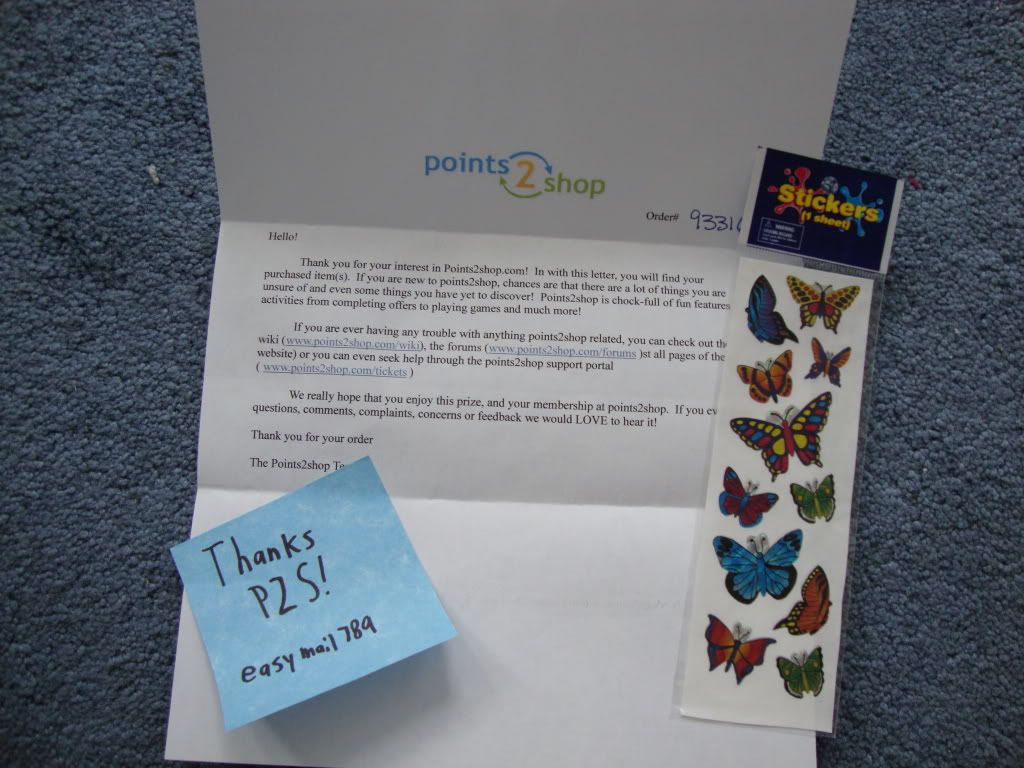 points2shop
Order# 9331
Hello!
Thank you for your interest in Points2shop.com! In with this letter, you will find your
purchased item(s). If you are new to points2shop, chances are that there are a lot of things you are
unsure of and even some things you have yet to discover! Points2shop is chock-full of fun features
activities from completing offers to playing games and much more!
If you are ever having any trouble with anything points2shop related, you can check out the
wiki (www.points2shop.com/wiki), the forums (www.points2shop.com/forums )st all pages of the
website) or you can even seek help through the points2shop support portal
( www.points2shop.com/tickets )
We really hope that you enjoy this prize, and your membership at points2shop. If you ev
questions, comments, complaints, concerns or feedback we would LOVE to hear it!
Thank you for your order
The Points2shop Te
Thanks
P2S!
easymail789
Stickers
(1 sheet)
WARNING